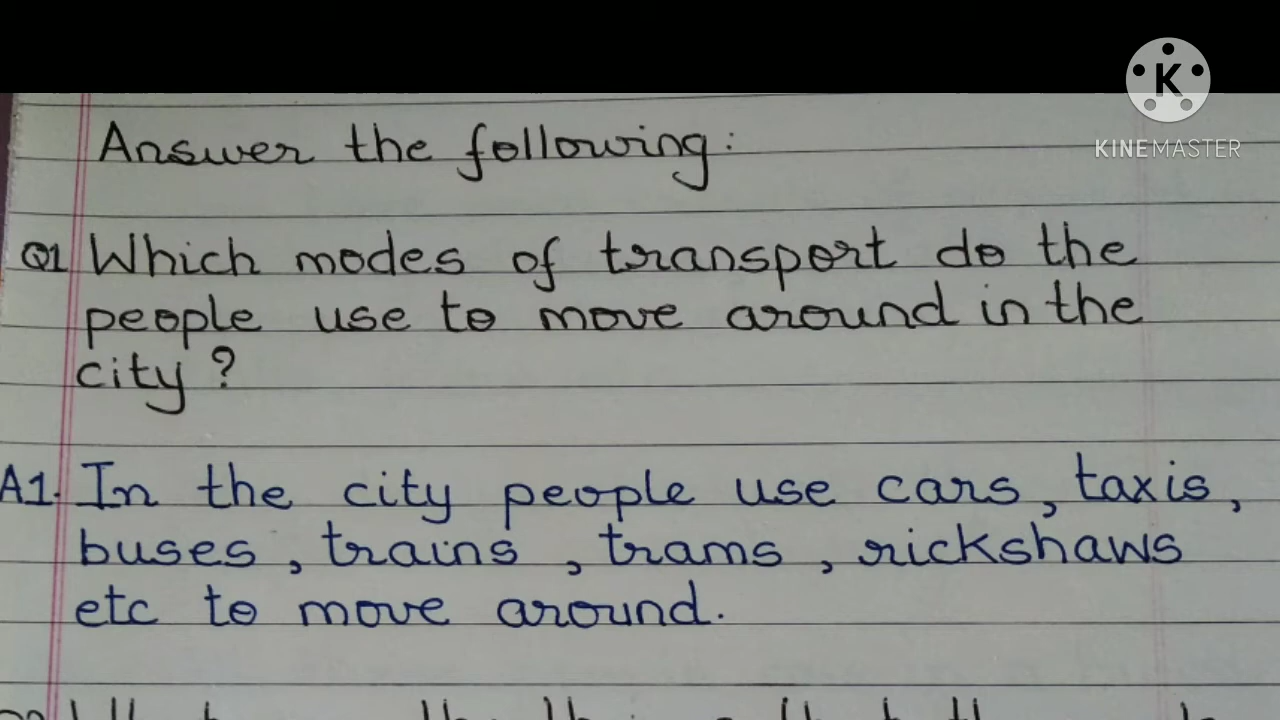 KINEMASTER
Answer the following:
Q1 Which modes of transport do the
people use to move around in the
city?
A1. In the city people use cars, taxis,
buses, trains, trams, rickshaws
etc to move around.